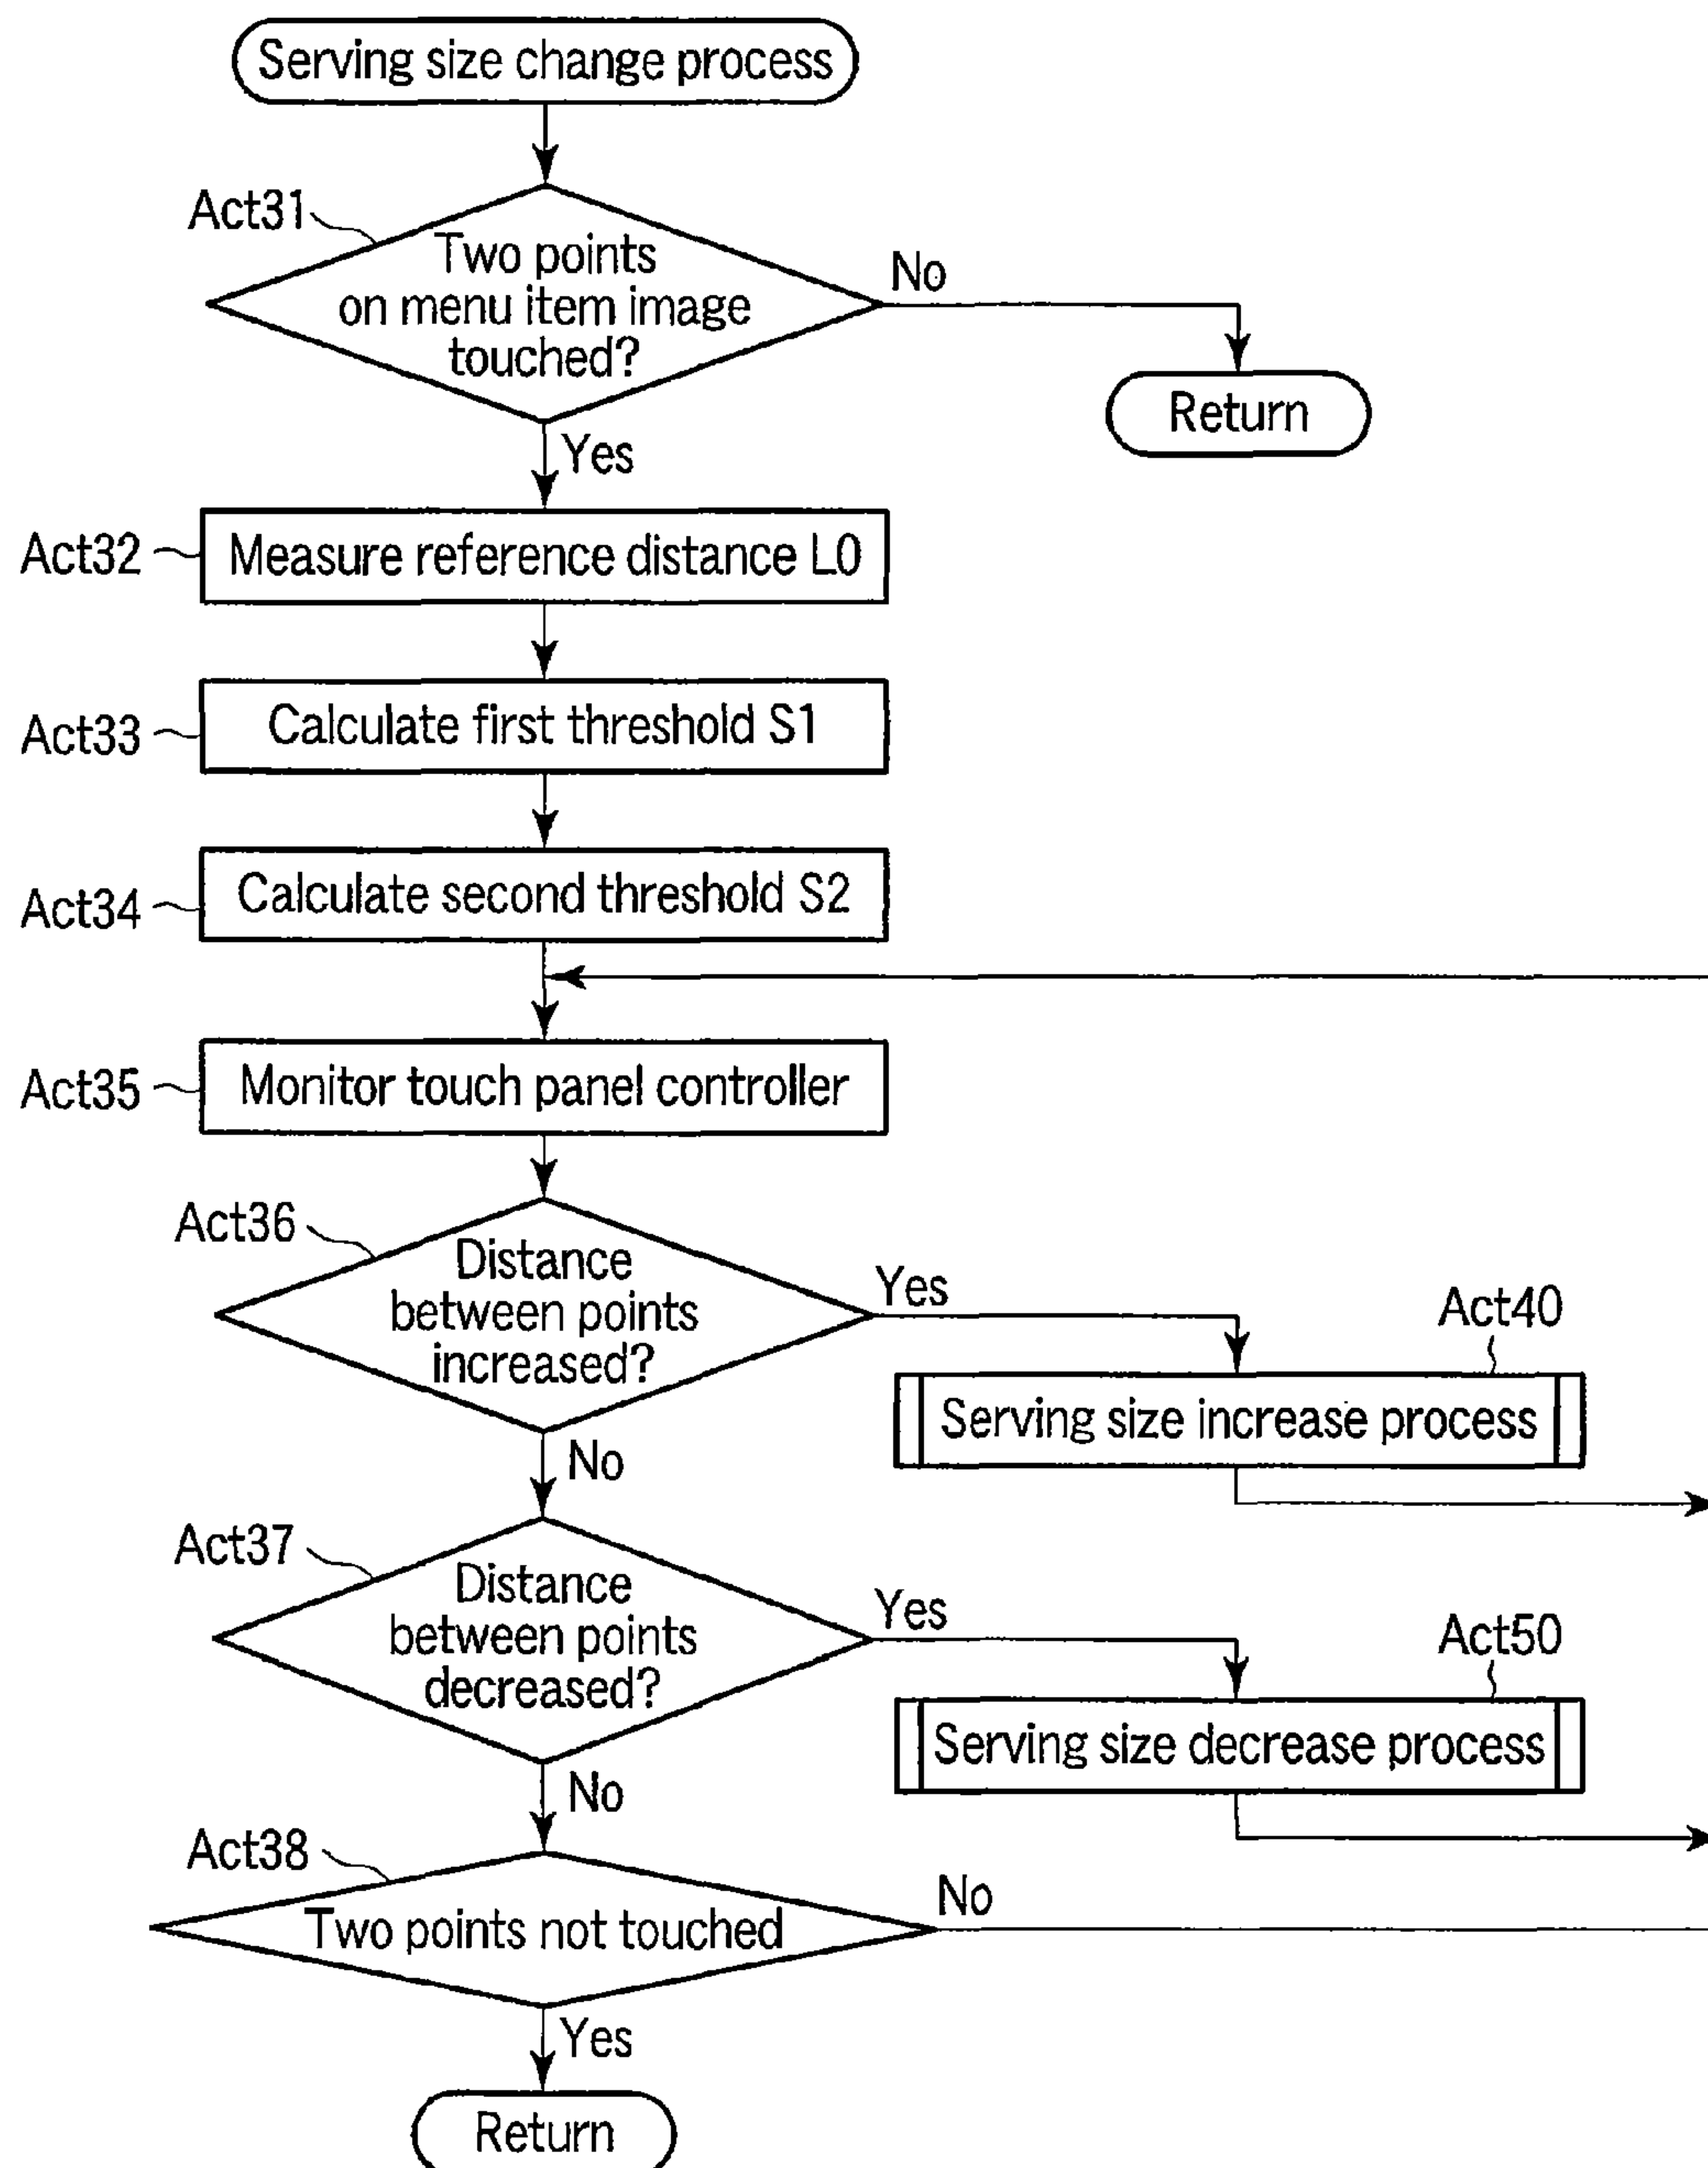 Serving size change process
Act31
Two points
on menu item image
touched?
No
Return
Yes
Act32
Measure reference distance L0
Act33
Calculate first threshold S1
Act34
Calculate second threshold S2
Act35
Monitor touch panel controller
Act36
Distance
between points
increased?
Yes
Act40
Serving size increase process
No
Act37
Distance
between points
decreased?
Yes
Act50
Serving size decrease process
No
Act38
Two points not touched
No
Yes
Return